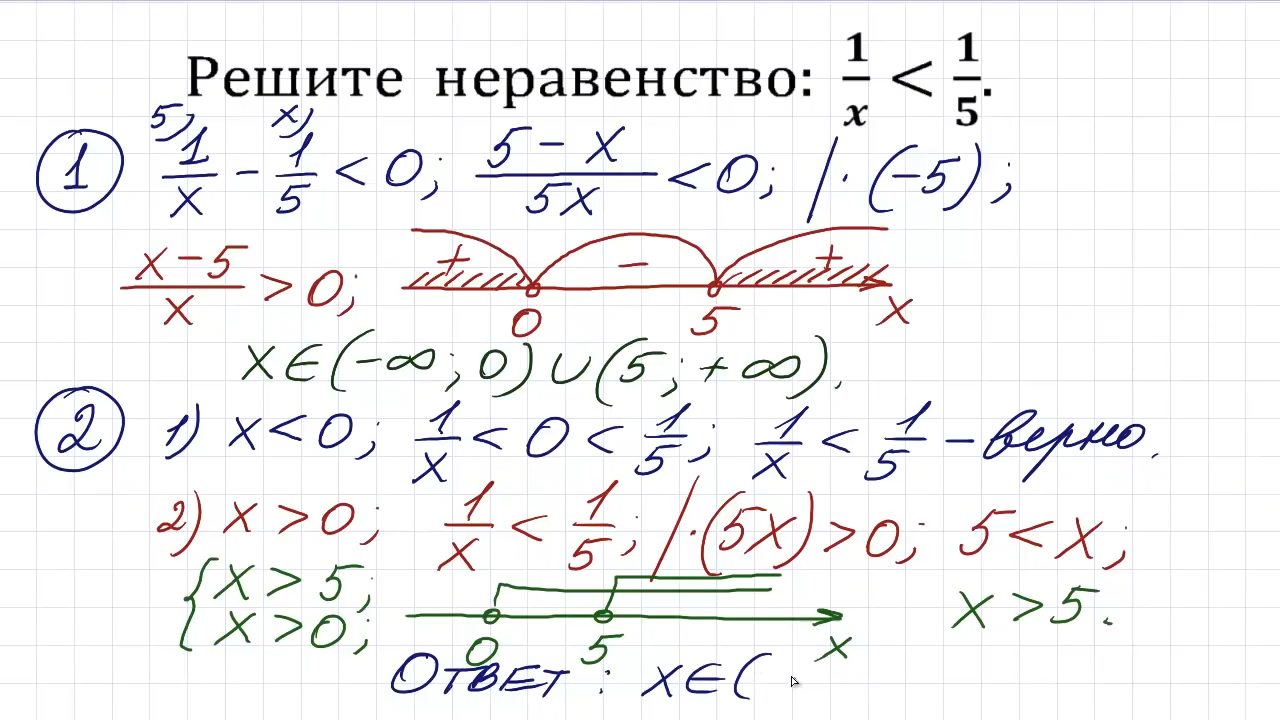 Решите неравенство: 1/x < 1/5.
① 5) 1/x - x) 1/5 < 0; (5 - x)/5x < 0; | · (-5);
(x - 5)/x > 0; + - + 0 5 x
x ∈ (-∞; 0) ∪ (5; +∞).
② 1) x < 0; 1/x < 0 < 1/5; 1/x < 1/5 - верно.
2) x > 0; 1/x < 1/5; | · (5x) > 0; 5 < x;
{ x > 5; x > 0; 0 5 x x > 5.
Ответ: x ∈ (